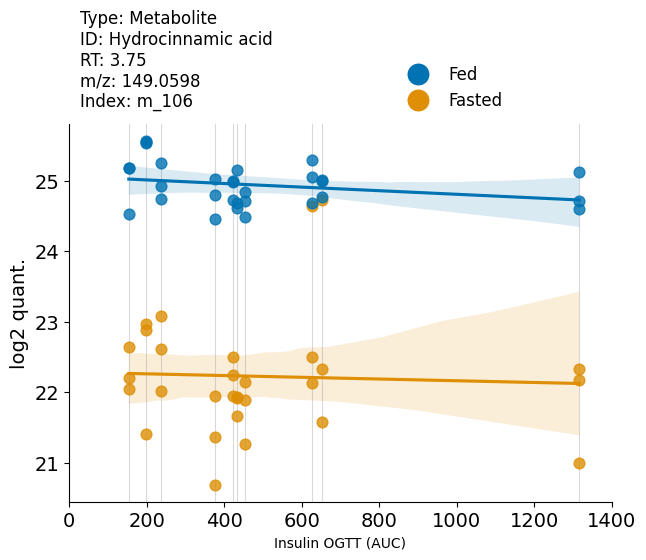 Type: Metabolite
ID: Hydrocinnamic acid
RT: 3.75
m/z: 149.0598
Index: m_106
Fed
Fasted
log2 quant.
25
24
23
22
21
0 200 400 600 800 1000 1200 1400
Insulin OGTT (AUC)